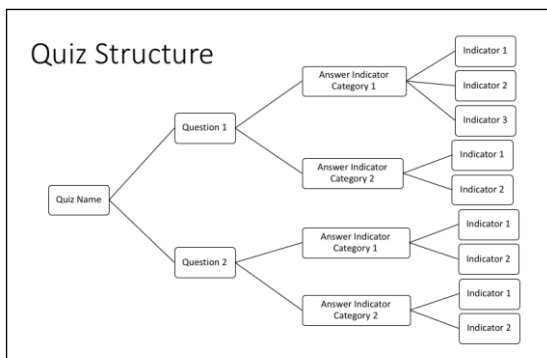 Quiz Structure
Quiz Name
Question 1
Answer Indicator
Category 1
Indicator 1
Indicator 2
Indicator 3
Answer Indicator
Category 2
Indicator 1
Indicator 2
Question 2
Answer Indicator
Category 1
Indicator 1
Indicator 2
Answer Indicator
Category 2
Indicator 1
Indicator 2